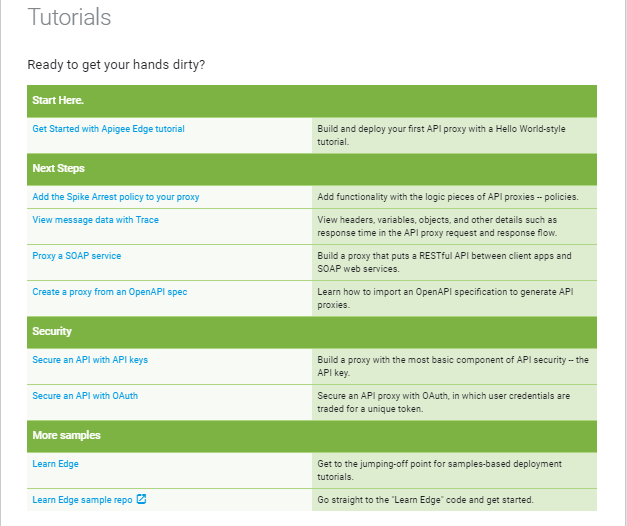 Tutorials
Ready to get your hands dirty?
Start Here.
Get Started with Apigee Edge tutorial
Build and deploy your first API proxy with a Hello World-style
tutorial.
Next Steps
Add the Spike Arrest policy to your proxy
Add functionality with the logic pieces of API proxies -- policies.
View message data with Trace
View headers, variables, objects, and other details such as
response time in the API proxy request and response flow.
Proxy a SOAP service
Build a proxy that puts a RESTful API between client apps and
SOAP web services.
Create a proxy from an OpenAPI spec
Learn how to import an OpenAPI specification to generate API
proxies.
Security
Secure an API with API keys
Build a proxy with the most basic component of API security -- the
API key.
Secure an API with OAuth
Secure an API proxy with OAuth, in which user credentials are
traded for a unique token.
More samples
Learn Edge
Get to the jumping-off point for samples-based deployment
tutorials.
Learn Edge sample repo
Go straight to the "Learn Edge" code and get started.